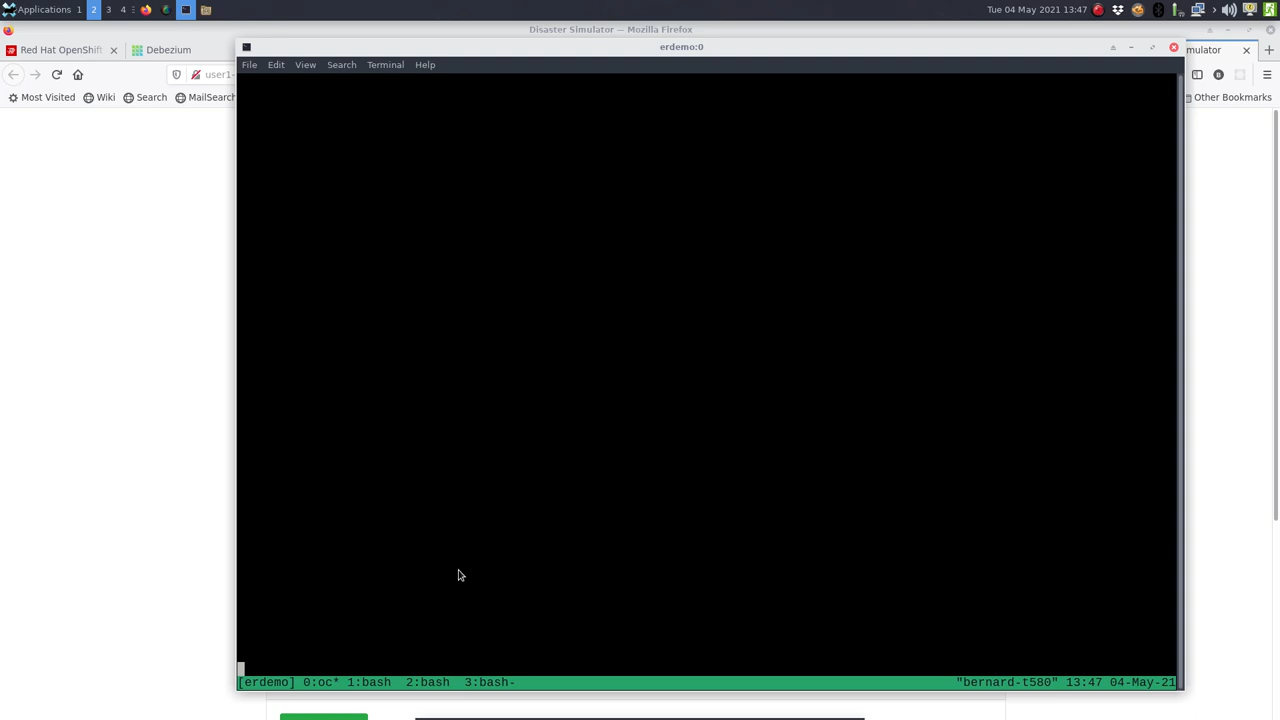 Applications 1 2 3 4 Tue 04 May 2021 13:47
Disaster Simulator — Mozilla Firefox
Red Hat OpenShift Debezium mulator
erdemo:0
File Edit View Search Terminal Help
user1-
Most Visited Wiki Search MailSearch Other Bookmarks
[erdemo] 0:oc* 1:bash 2:bash 3:bash- "bernard-t580" 13:47 04-May-21